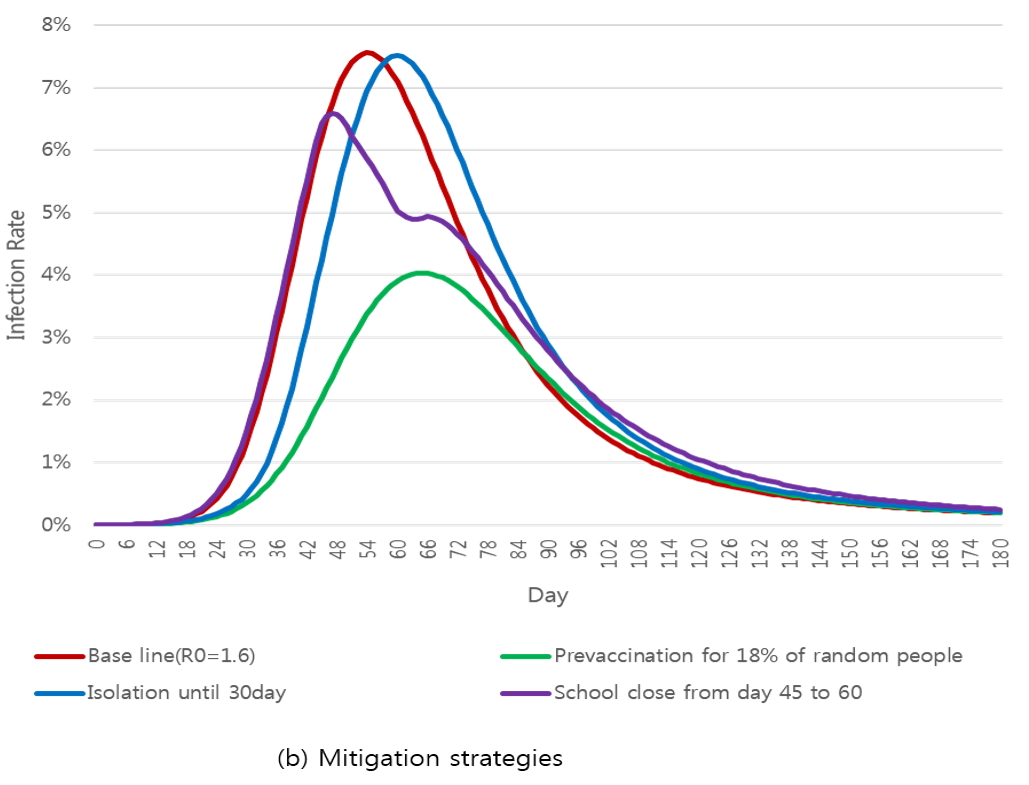 8%
7%
6%
5%
4%
3%
2%
1%
0%
Infection Rate
0 6 12 18 24 30 36 42 48 54 60 66 72 78 84 90 96 102 108 114 120 126 132 138 144 150 156 162 168 174 180
Day
Base line(R0=1.6) Prevaccination for 18% of random people
Isolation until 30day School close from day 45 to 60
(b) Mitigation strategies